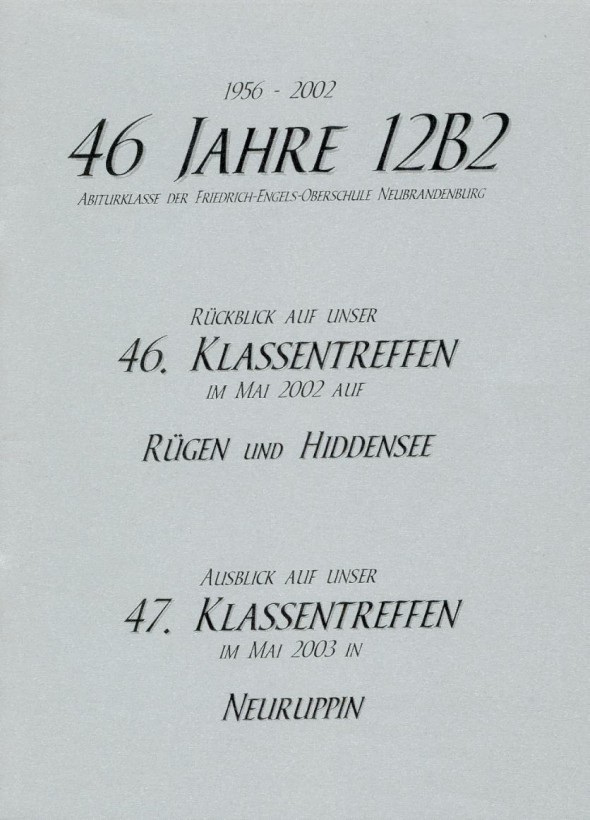 1956 - 2002
46 Jahre 12B2
Abiturklasse der Friedrich-Engels-Oberschule Neubrandenburg
Rückblick auf unser
46. Klassentreffen
im Mai 2002 auf
Rügen und Hiddensee
Ausblick auf unser
47. Klassentreffen
im Mai 2003 in
Neuruppin